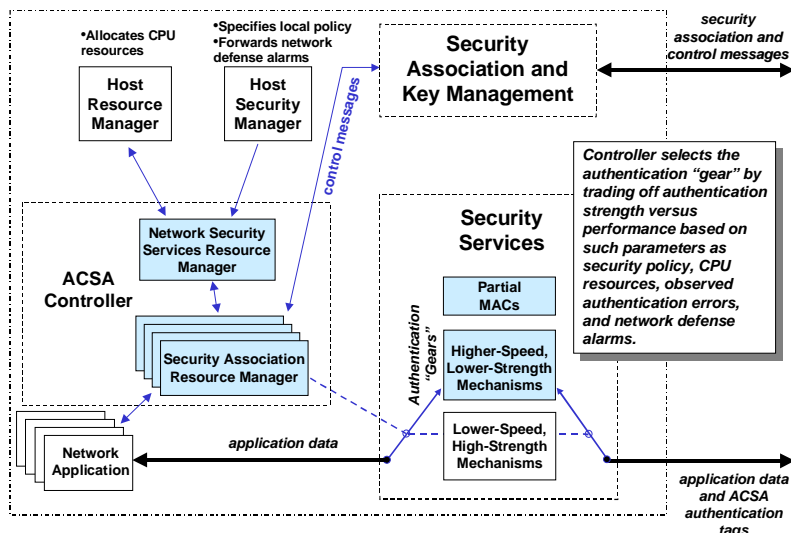 •Allocates CPU
resources
•Specifies local policy
•Forwards network
defense alarms
Host
Resource
Manager
Host
Security
Manager
control messages
Security
Association and
Key Management
security
association and
control messages
Controller selects the
authentication “gear” by
trading off authentication
strength versus
performance based on
such parameters as
security policy, CPU
resources, observed
authentication errors,
and network defense
alarms.
ACSA
Controller
Network Security
Services Resource
Manager
Security Association
Resource Manager
Network
Application
application data
Security
Services
Authentication
“Gears”
Partial
MACs
Higher-Speed,
Lower-Strength
Mechanisms
Lower-Speed,
High-Strength
Mechanisms
application data
and ACSA
authentication
tags